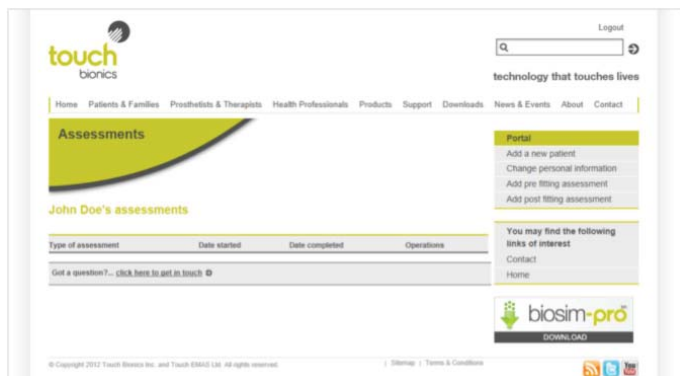 Logout
touch
bionics
technology that touches lives
Home Patients & Families Prosthetists & Therapists Health Professionals Products Support Downloads News & Events About Contact
Assessments
John Doe's assessments
Type of assessment Date started Date completed Operations
Got a question?... click here to get in touch
Portal
Add a new patient
Change personal information
Add pre fitting assessment
Add post fitting assessment
You may find the following
links of interest
Contact
Home
biosim-pro
DOWNLOAD
© Copyright 2012 Touch Bionics Inc. and Touch EMAS Ltd. All rights reserved.
| Sitemap | Terms & Conditions
You